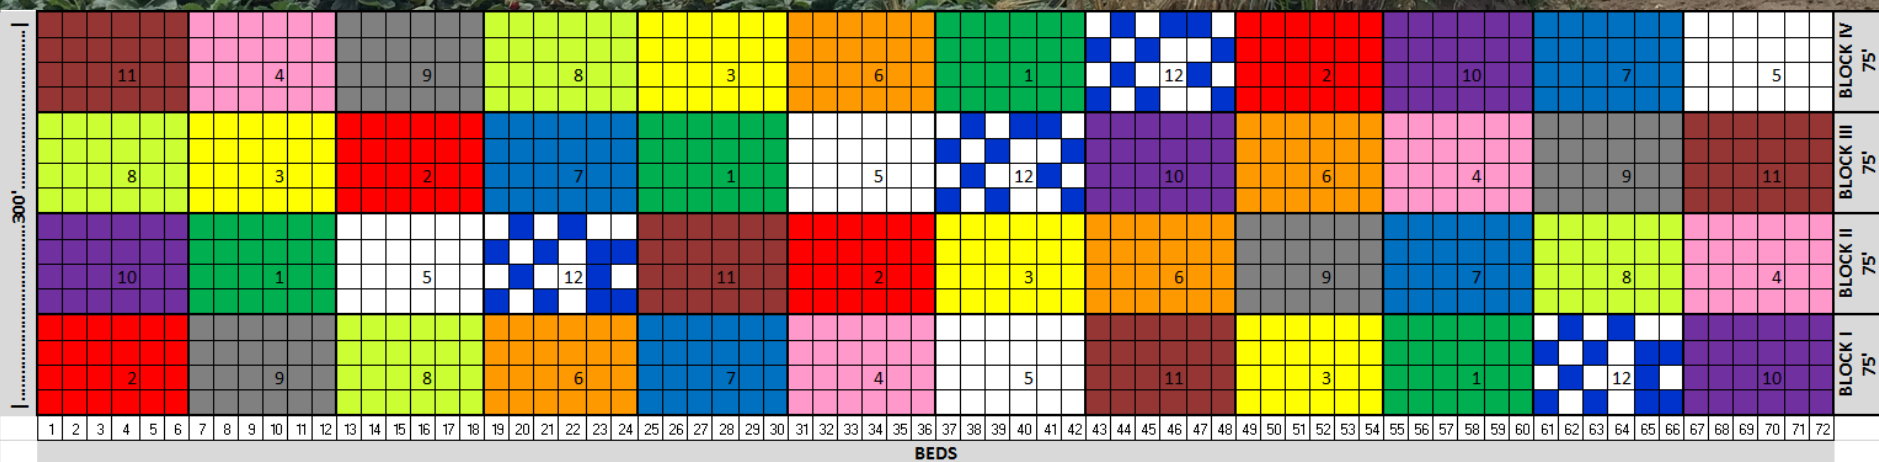 11 4 9 8 3 6 1 12 2 10 7 5 BLOCK IV 75'
8 3 2 7 1 5 12 10 6 4 9 11 BLOCK III 75'
300'
10 1 5 12 11 2 3 6 9 7 8 4 BLOCK II 75'
2 9 8 6 7 4 5 11 3 1 12 10 BLOCK I 75'
1 2 3 4 5 6 7 8 9 10 11 12 13 14 15 16 17 18 19 20 21 22 23 24 25 26 27 28 29 30 31 32 33 34 35 36 37 38 39 40 41 42 43 44 45 46 47 48 49 50 51 52 53 54 55 56 57 58 59 60 61 62 63 64 65 66 67 68 69 70 71 72
BEDS